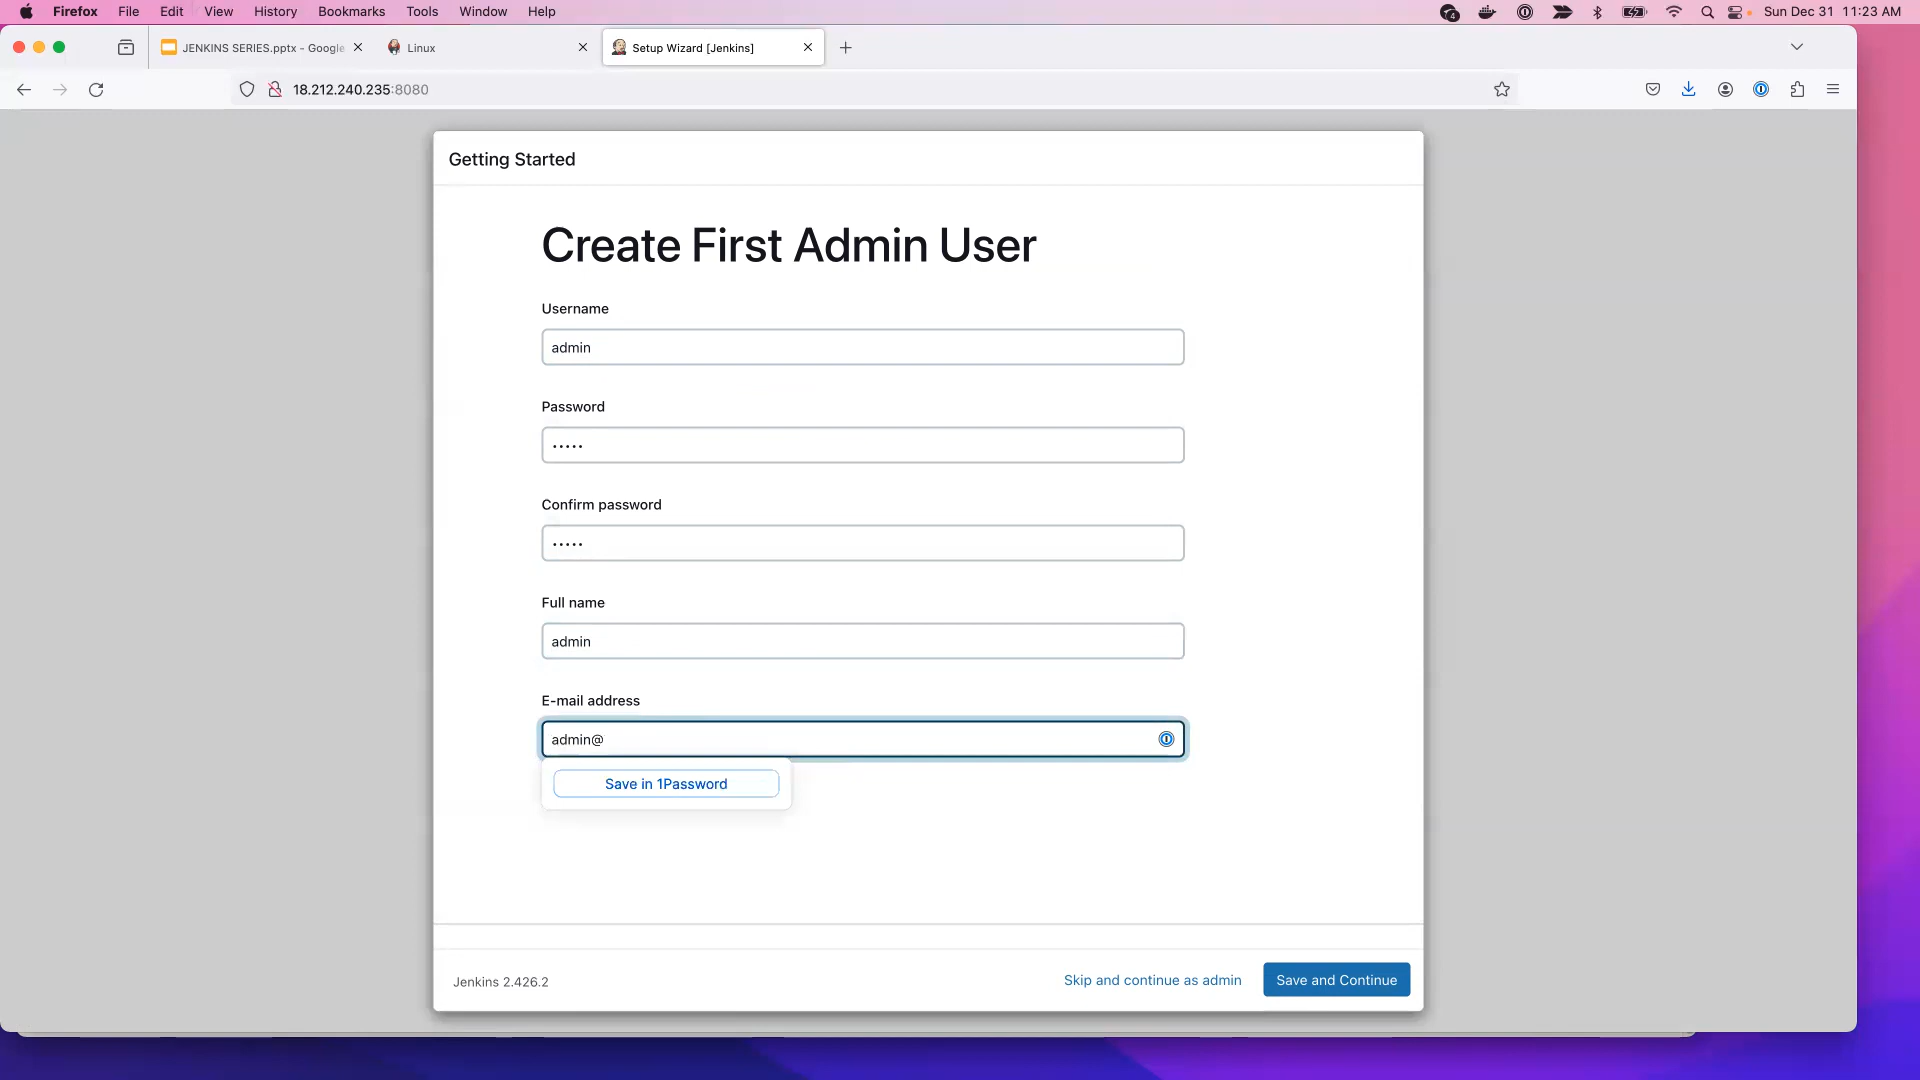 Firefox File Edit View History Bookmarks Tools Window Help 4 Sun Dec 31 11:23 AM
JENKINS SERIES.pptx - Google Linux Setup Wizard [Jenkins]
18.212.240.235:8080
Getting Started
Create First Admin User
Username
admin
Password
•••••
Confirm password
•••••
Full name
admin
E-mail address
admin@
Save in 1Password
Jenkins 2.426.2 Skip and continue as admin Save and Continue